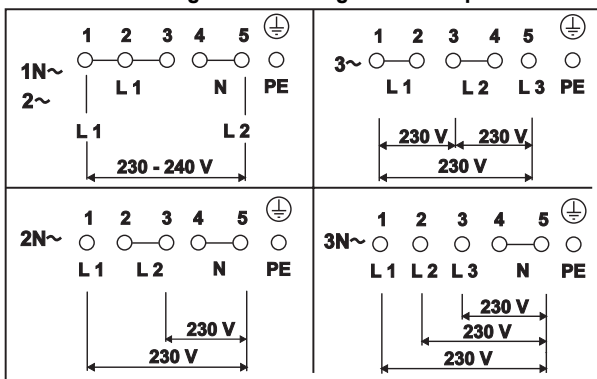 1 2 3 4 5
1N~
2~
L 1 N PE
L 1 L 2
230 - 240 V
1 2 3 4 5
3~
L 1 L 2 L 3 PE
230 V 230 V
230 V
1 2 3 4 5
2N~
L 1 L 2 N PE
230 V
230 V
1 2 3 4 5
3N~
L 1 L 2 L 3 N PE
230 V
230 V
230 V